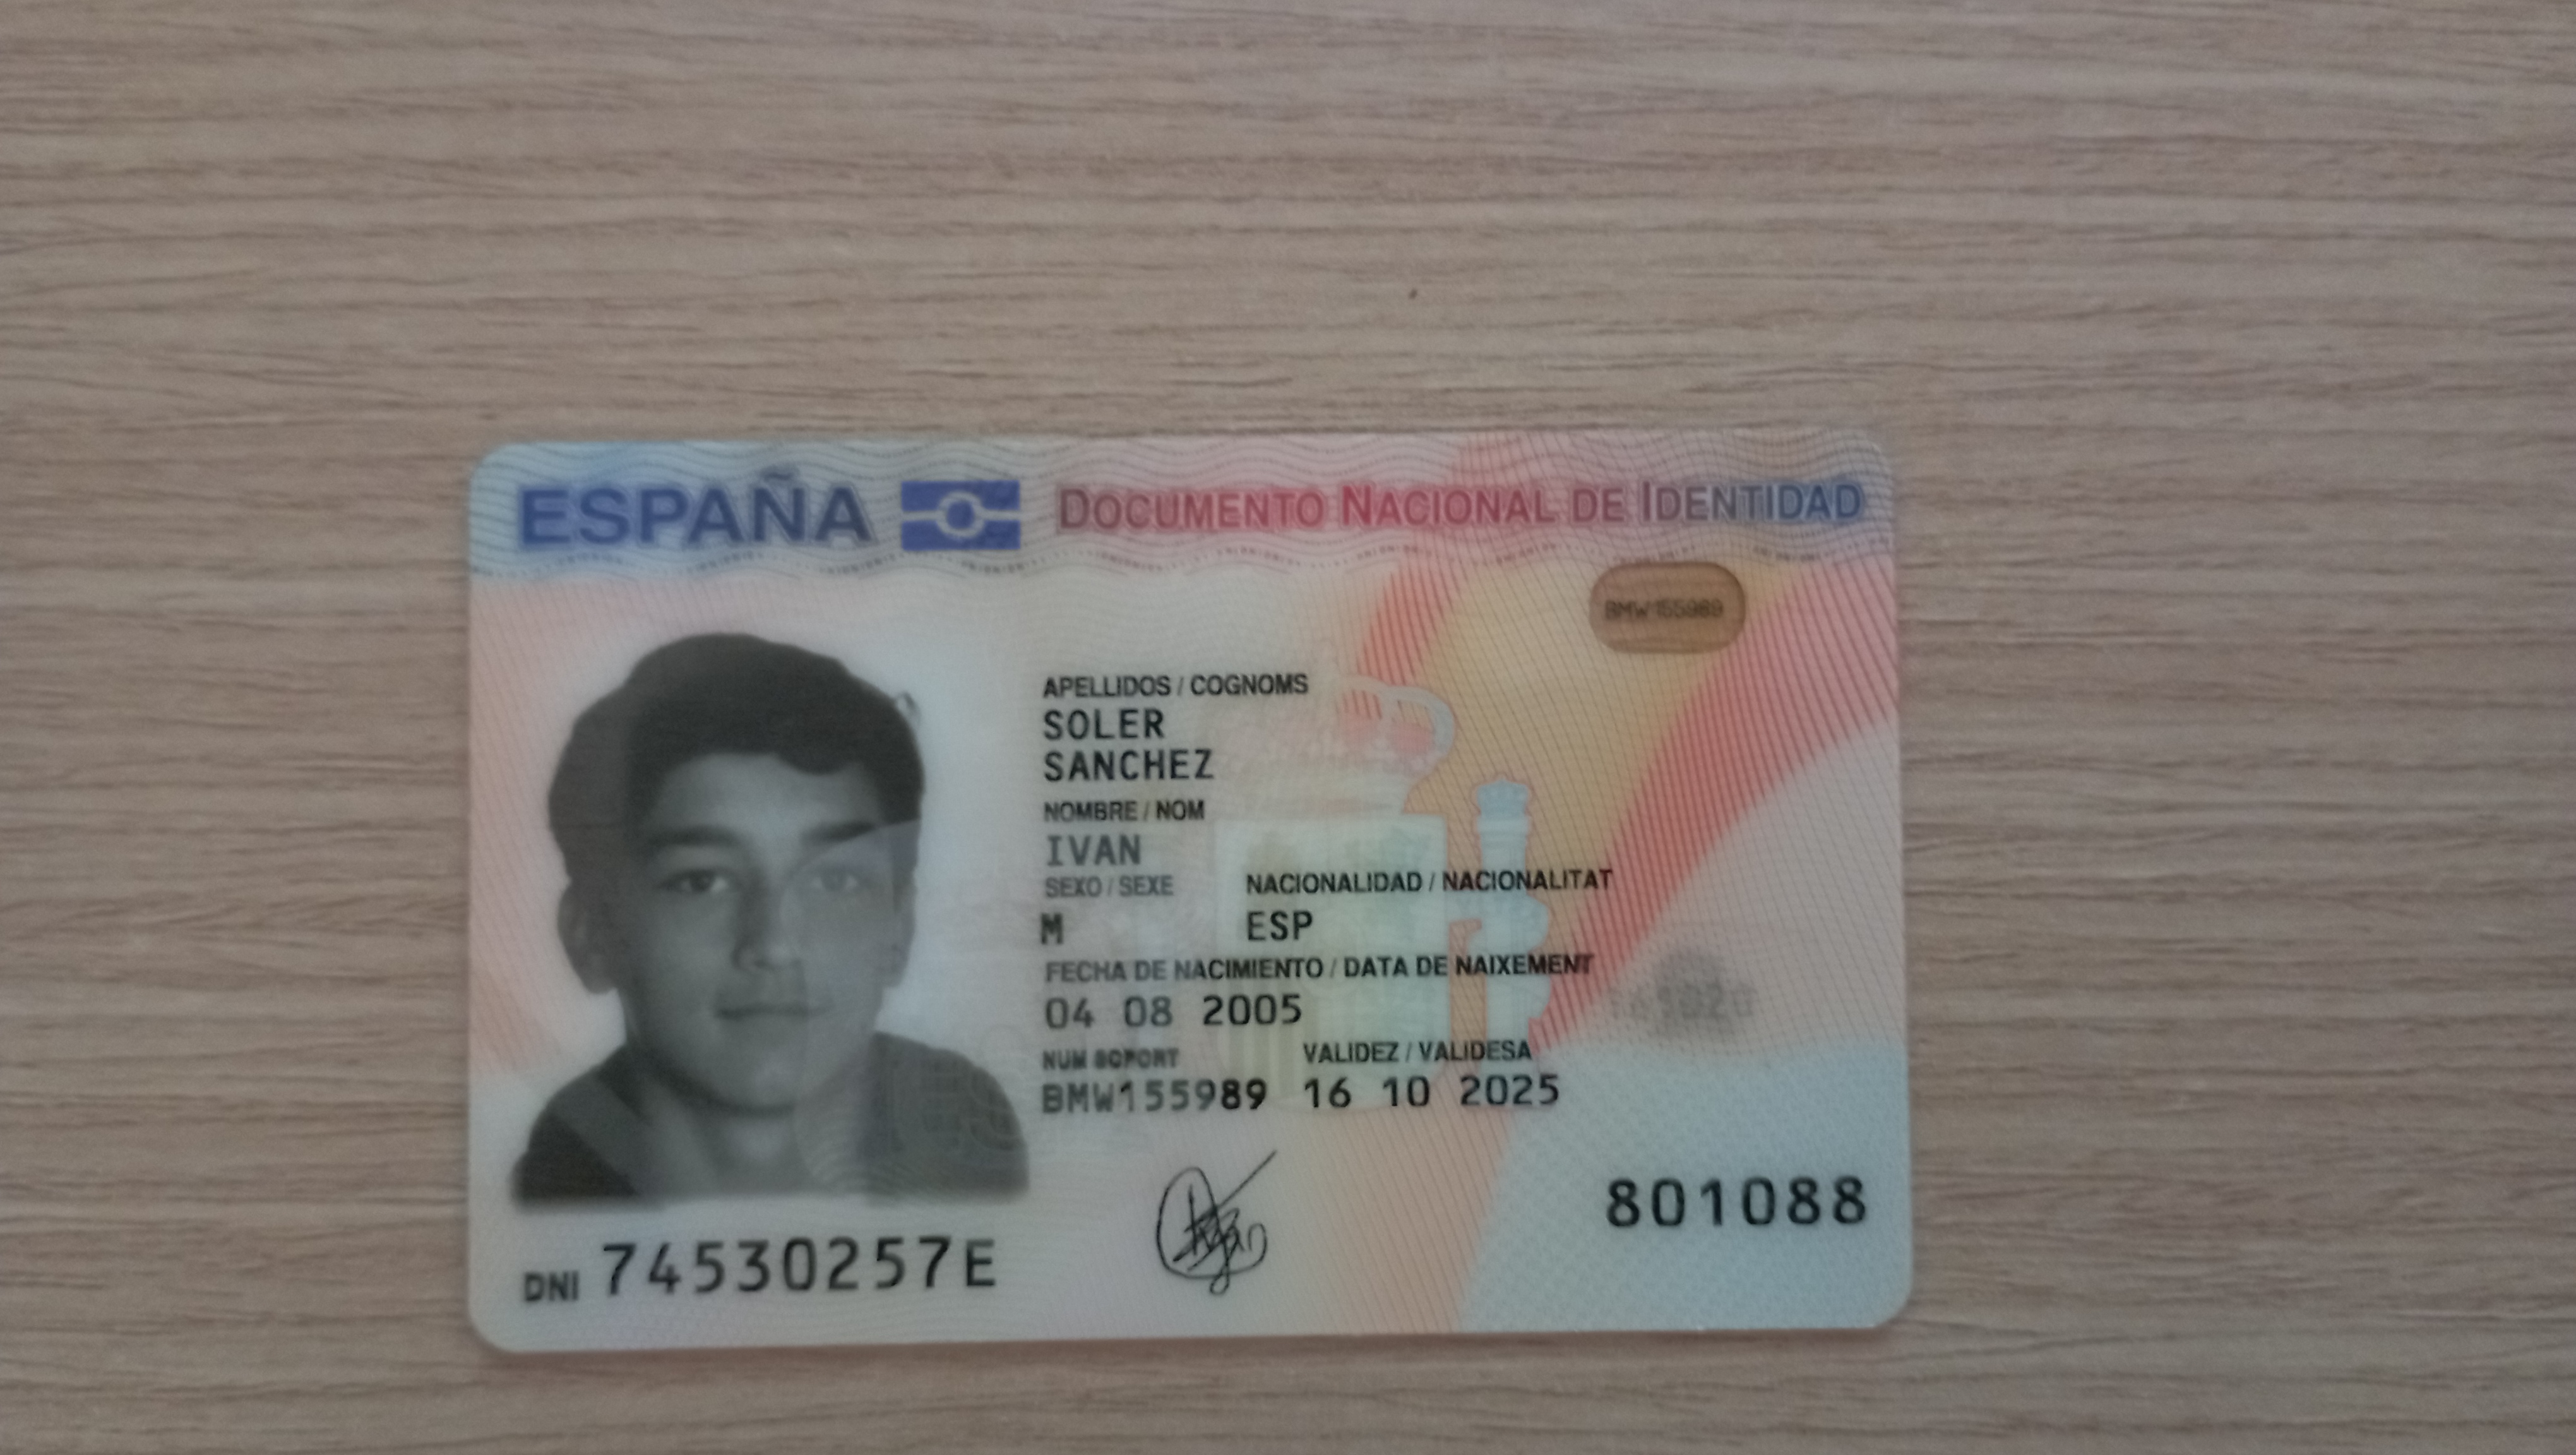 ESPAÑA DOCUMENTO NACIONAL DE IDENTIDAD
BMW155989
APELLIDOS / COGNOMS
SOLER
SANCHEZ
NOMBRE / NOM
IVAN
SEXO / SEXE NACIONALIDAD / NACIONALITAT
M ESP
FECHA DE NACIMIENTO / DATA DE NAIXEMENT
04 08 2005
NUM SOPORT VALIDEZ / VALIDESA
BMW155989 16 10 2025
801088
DNI 74530257E